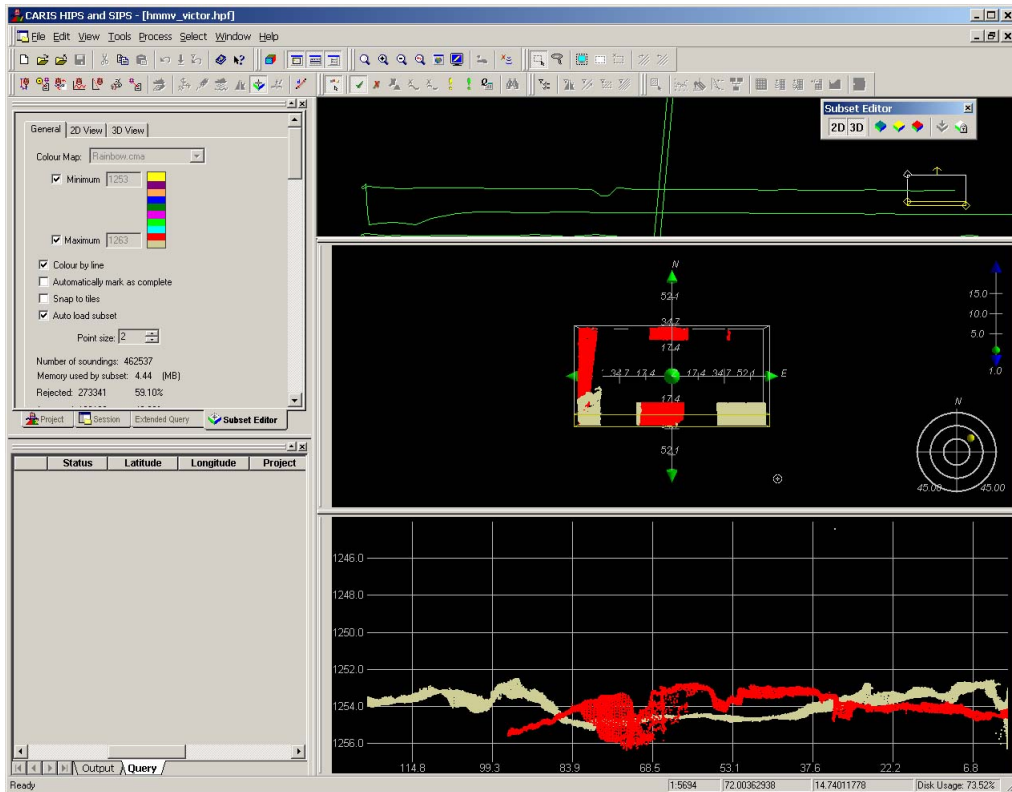 CARIS HIPS and SIPS - [hmmv_victor.hpf]
File Edit View Tools Process Select Window Help
Subset Editor
2D 3D
General 2D View 3D View
Colour Map: Rainbow.cma
Minimum 1253
Maximum 1263
Colour by line
Automatically mark as complete
Snap to tiles
Auto load subset
Point size: 2
Number of soundings: 462537
Memory used by subset: 4.44 (MB)
Rejected: 273341 59.10%
Project Session Extended Query Subset Editor
N
52.1
34.7
17.4
34.7 17.4 17.4 34.7 52.1 E
17.4
52.1
15.0
10.0
5.0
1.0
N
45.00 45.00
Status Latitude Longitude Project
1246.0
1248.0
1250.0
1252.0
1254.0
1256.0
114.8 99.3 83.9 68.5 53.1 37.6 22.2 6.8
Output Query
Ready 1:5694 72.00362938 14.74011778 Disk Usage: 73.52%